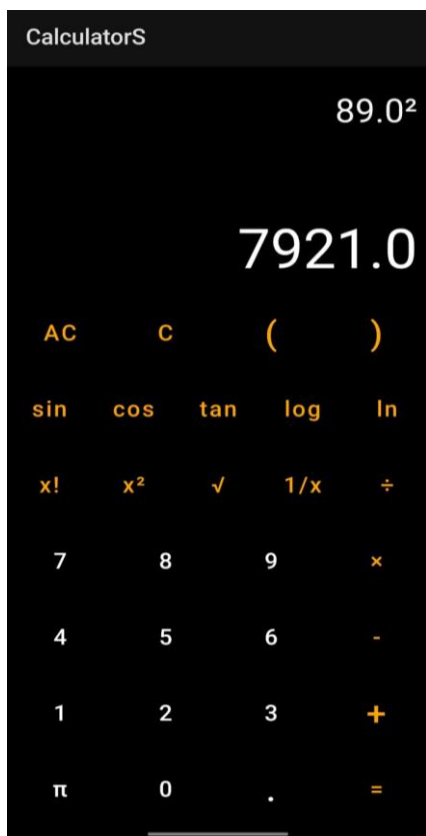 CalculatorS
89.0²
7921.0
AC C ( )
sin cos tan log ln
x! x² √ 1/x ÷
7 8 9 ×
4 5 6 -
1 2 3 +
π 0 . =